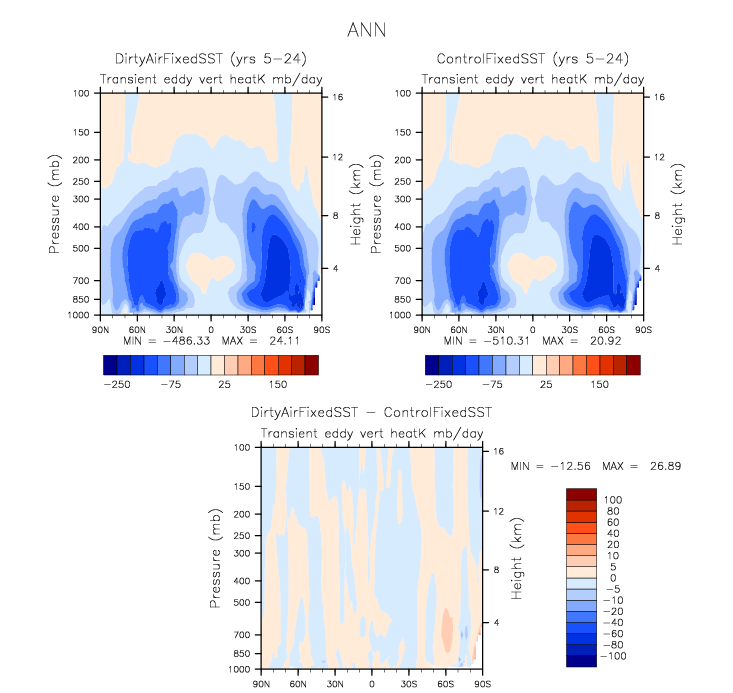 ANN
DirtyAirFixedSST (yrs 5-24)
Transient eddy vert heatK mb/day
Pressure (mb)
Height (km)
100
150
200
250
300
400
500
700
850
1000
16
12
8
4
90N 60N 30N 0 30S 60S 90S
MIN = -486.33 MAX = 24.11
-250 -75 25 150
ControlFixedSST (yrs 5-24)
Transient eddy vert heatK mb/day
Pressure (mb)
Height (km)
100
150
200
250
300
400
500
700
850
1000
16
12
8
4
90N 60N 30N 0 30S 60S 90S
MIN = -510.31 MAX = 20.92
-250 -75 25 150
DirtyAirFixedSST - ControlFixedSST
Transient eddy vert heatK mb/day
Pressure (mb)
Height (km)
100
150
200
250
300
400
500
700
850
1000
16
12
8
4
90N 60N 30N 0 30S 60S 90S
MIN = -12.56 MAX = 26.89
100
80
60
40
20
10
5
0
-5
-10
-20
-40
-60
-80
-100